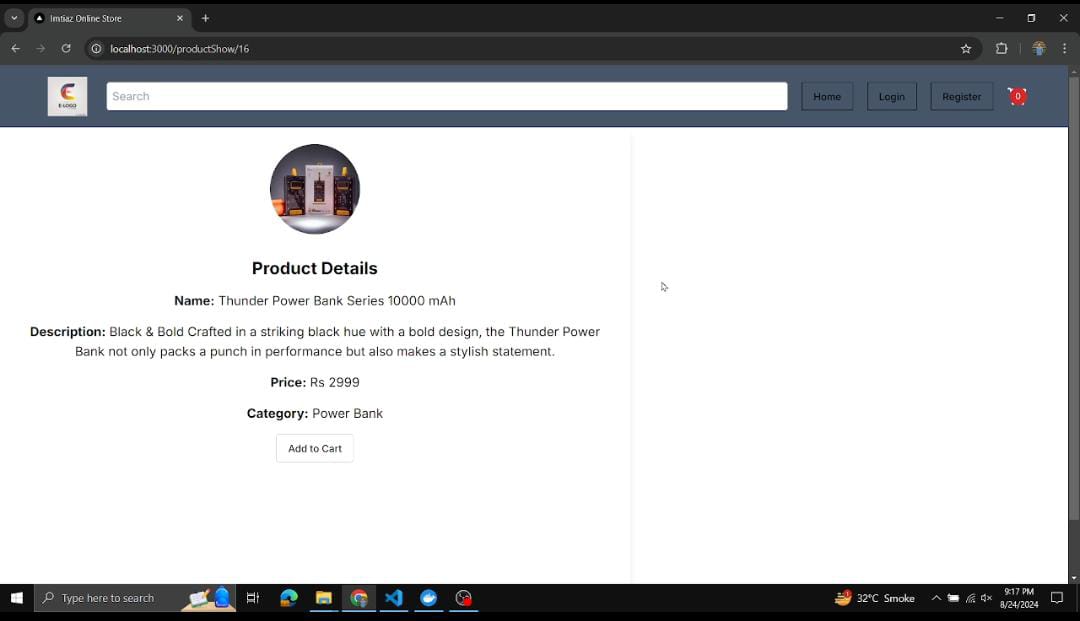 Imtiaz Online Store
localhost:3000/productShow/16
E-LOGO
Search
Home
Login
Register
0
Product Details
Name: Thunder Power Bank Series 10000 mAh
Description: Black & Bold Crafted in a striking black hue with a bold design, the Thunder Power
Bank not only packs a punch in performance but also makes a stylish statement.
Price: Rs 2999
Category: Power Bank
Add to Cart
Type here to search
32°C Smoke
9:17 PM
8/24/2024